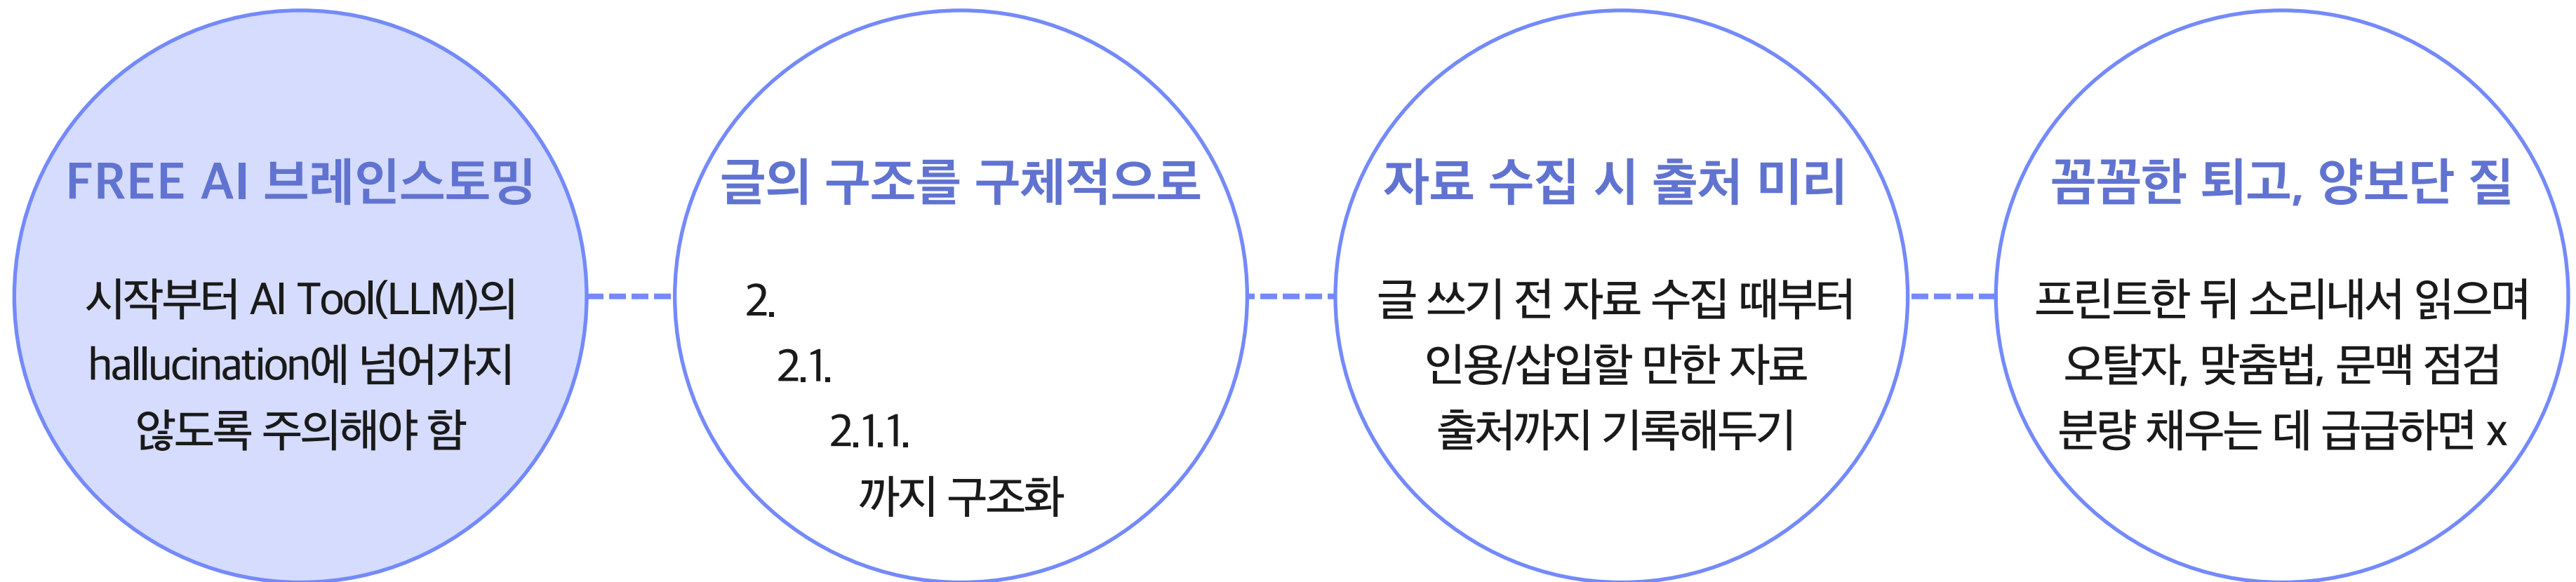 FREE AI 브레인스토밍
시작부터 AI Tool(LLM)의
hallucination에 넘어가지
않도록 주의해야 함
글의 구조를 구체적으로
2.
2.1.
2.1.1.
까지 구조화
자료 수집 시 출처 미리
글 쓰기 전 자료 수집 때부터
인용/삽입할 만한 자료
출처까지 기록해두기
꼼꼼한 퇴고, 양보단 질
프린트한 뒤 소리내서 읽으며
오탈자, 맞춤법, 문맥 점검
분량 채우는 데 급급하면 x